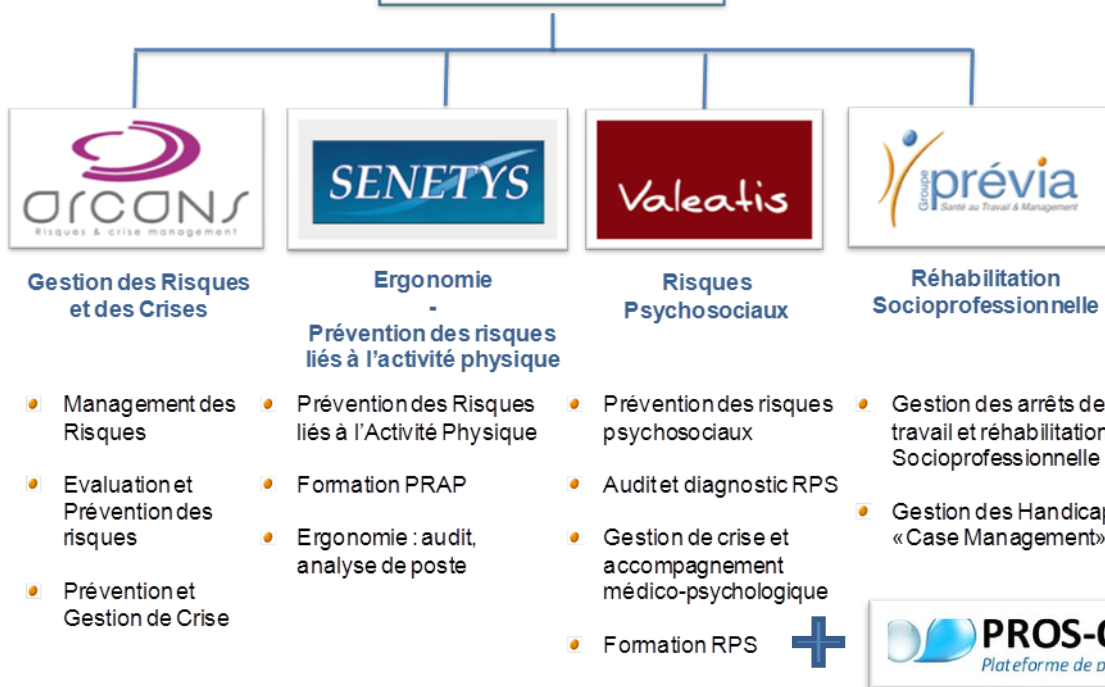 arcans
Risques & crise management
SENETYS
Valeatis
Groupe
prévia
Santé au Travail & Management
Gestion des Risques
et des Crises
Ergonomie
-
Prévention des risques
liés à l'activité physique
Risques
Psychosociaux
Réhabilitation
Socioprofessionnelle
Management des
Risques
Evaluation et
Prévention des
risques
Prévention et
Gestion de Crise
Prévention des Risques
liés à l'Activité Physique
Formation PRAP
Ergonomie : audit,
analyse de poste
Prévention des risques
psychosociaux
Audit et diagnostic RPS
Gestion de crise et
accompagnement
médico-psychologique
Formation RPS
Gestion des arrêts de
travail et réhabilitation
Socioprofessionnelle
Gestion des Handicap
«Case Management»
PROS-
Plateforme de p